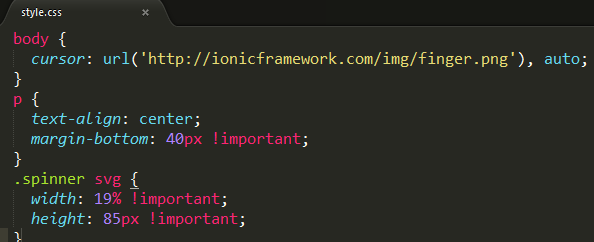 style.css ×
body {
  cursor: url('http://ionicframework.com/img/finger.png'), auto;
}
p {
  text-align: center;
  margin-bottom: 40px !important;
}
.spinner svg {
  width: 19% !important;
  height: 85px !important;
}